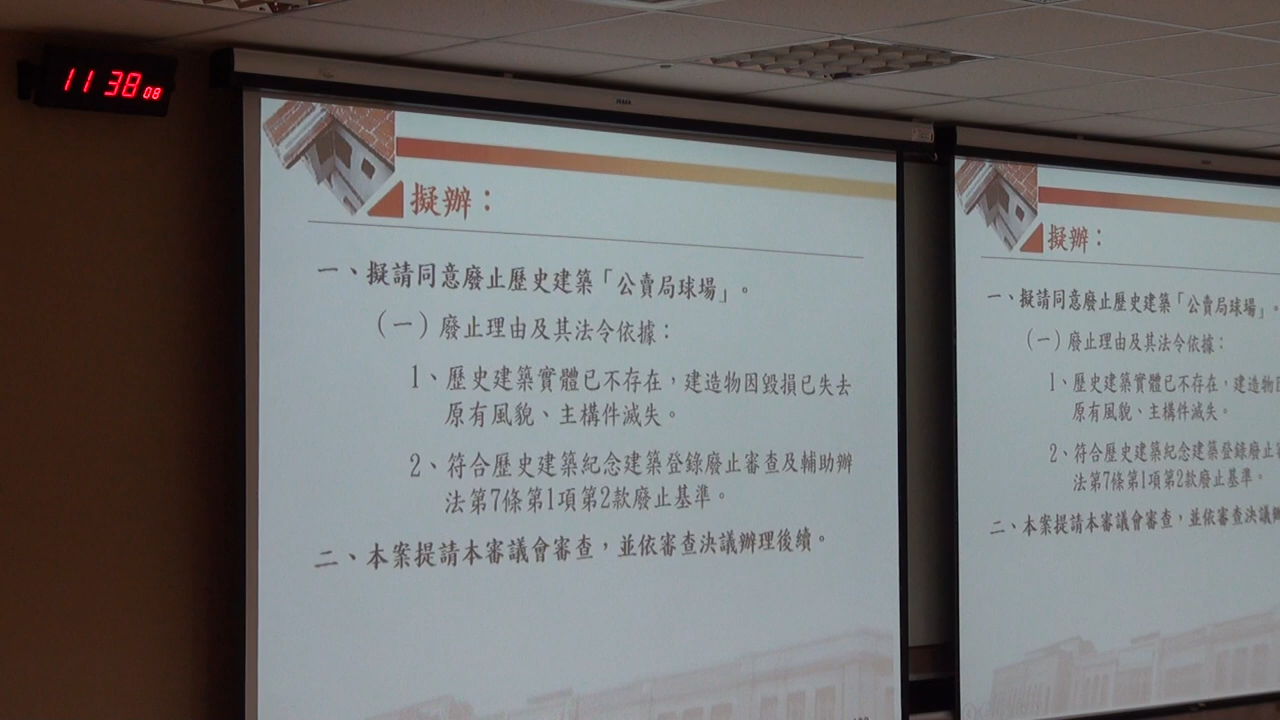 11 38 08
擬辦：
一、擬請同意廢止歷史建築「公賣局球場」。
（一）廢止理由及其法令依據：
1、歷史建築實體已不存在，建造物因毀損已失去
原有風貌、主構件滅失。
2、符合歷史建築紀念建築登錄廢止審查及輔助辦
法第7條第1項第2款廢止基準。
二、本案提請本審議會審查，並依審查決議辦理後續。
擬辦：
一、擬請同意廢止歷史建築「公賣局球場」。
（一）廢止理由及其法令依據：
1、歷史建築實體已不存在，建造物因
原有風貌、主構件滅失。
2、符合歷史建築紀念建築登錄廢止
法第7條第1項第2款廢止基準。
二、本案提請本審議會審查，並依審查決議辦